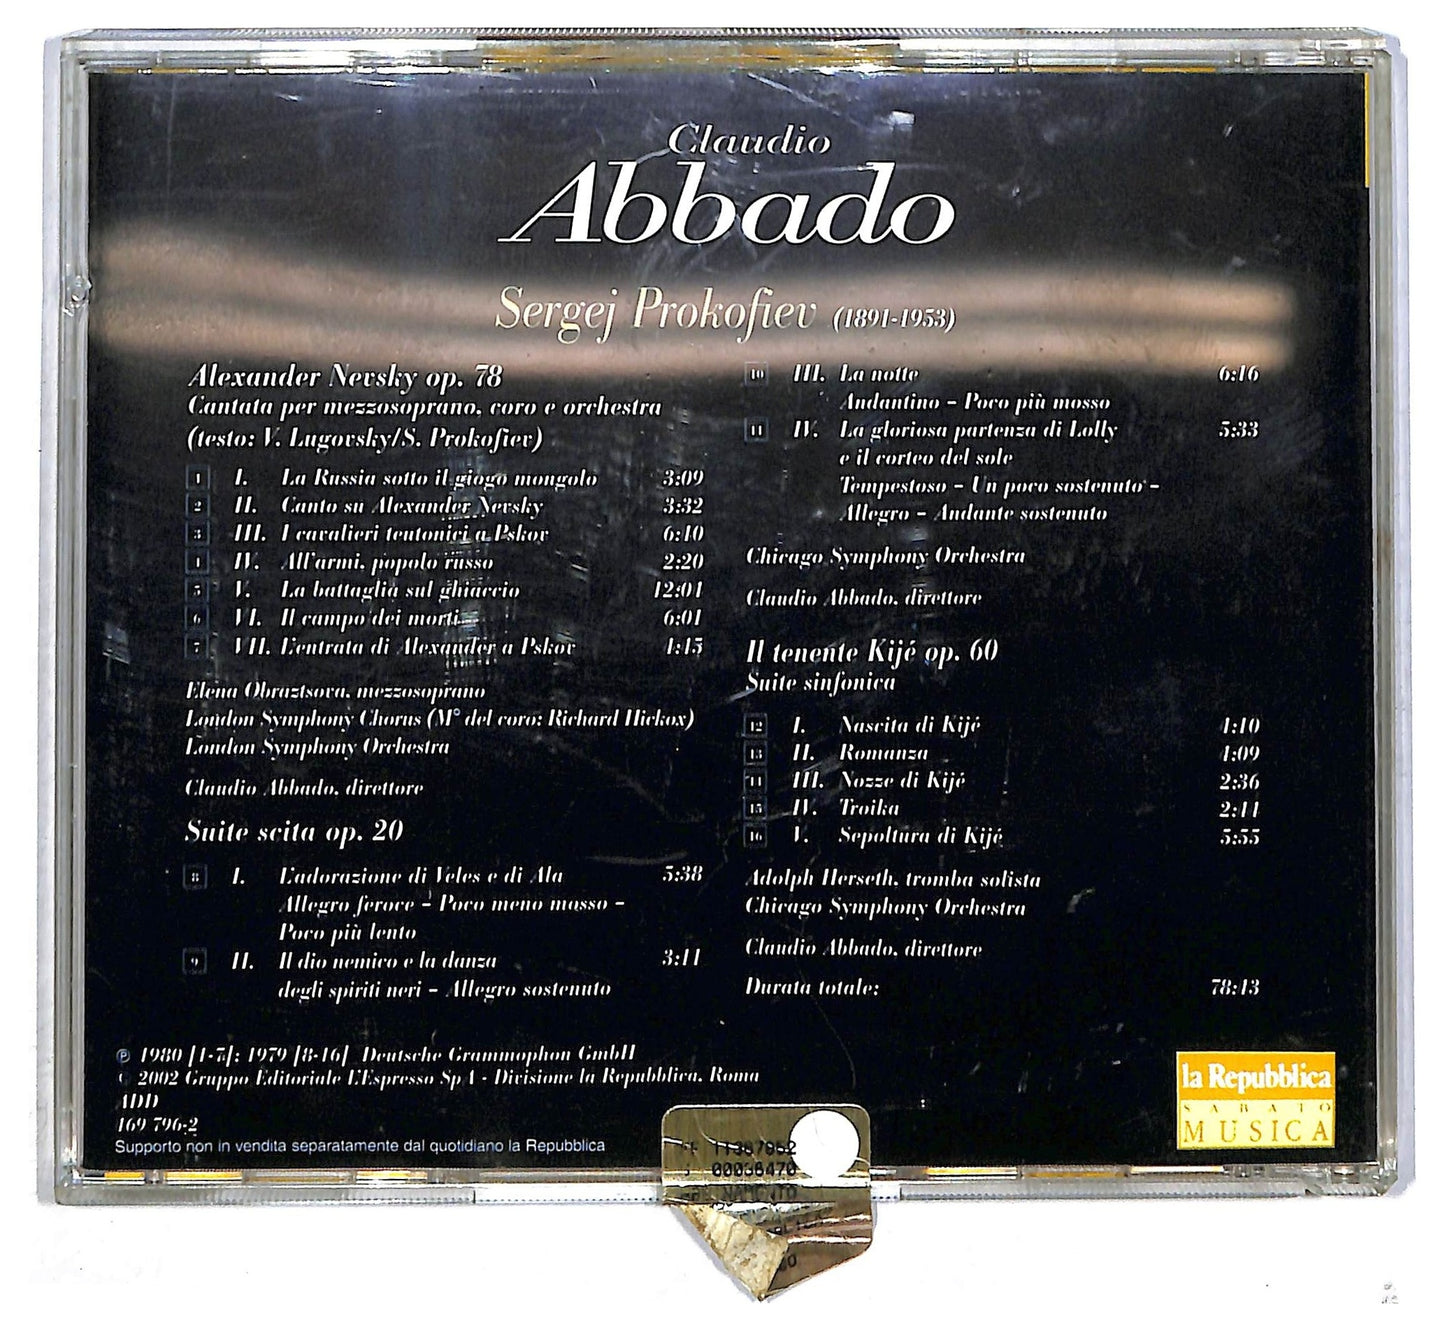 Claudio
Abbado
Sergej Prokofiev (1891-1953)
Alexander Nevsky op. 78
Cantata per mezzosoprano, coro e orchestra
(testo: V. Lugovsky/S. Prokofiev)
1 I. La Russia sotto il giogo mongolo 3:09
2 II. Canto su Alexander Nevsky 3:32
3 III. I cavalieri teutonici a Pskov 6:40
4 IV. All'armi, popolo russo 2:20
5 V. La battaglia sul ghiaccio 12:01
6 VI. Il campo dei morti 6:01
7 VII. L'entrata di Alexander a Pskov 4:45
Elena Obraztsova, mezzosoprano
London Symphony Chorus (M° del coro: Richard Hickox)
London Symphony Orchestra
Claudio Abbado, direttore
Suite scita op. 20
8 I. L'adorazione di Veles e di Ala 5:38
Allegro feroce – Poco meno mosso –
Poco più lento
9 II. Il dio nemico e la danza 3:11
degli spiriti neri – Allegro sostenuto
10 III. La notte 6:16
Andantino – Poco più mosso
11 IV. La gloriosa partenza di Lolly 5:33
e il corteo del sole
Tempestoso – Un poco sostenuto –
Allegro – Andante sostenuto
Chicago Symphony Orchestra
Claudio Abbado, direttore
Il tenente Kijé op. 60
Suite sinfonica
12 I. Nascita di Kijé 4:10
13 II. Romanza 4:09
14 III. Nozze di Kijé 2:36
15 IV. Troika 2:41
16 V. Sepoltura di Kijé 5:55
Adolph Herseth, tromba solista
Chicago Symphony Orchestra
Claudio Abbado, direttore
Durata totale: 78:13
℗ 1980 [1-7]; 1979 [8-16] Deutsche Grammophon GmbH
© 2002 Gruppo Editoriale L'Espresso SpA - Divisione la Repubblica, Roma
ADD
469 796-2
Supporto non in vendita separatamente dal quotidiano la Repubblica
la Repubblica
SABATO
MUSICA
11387952
00038470